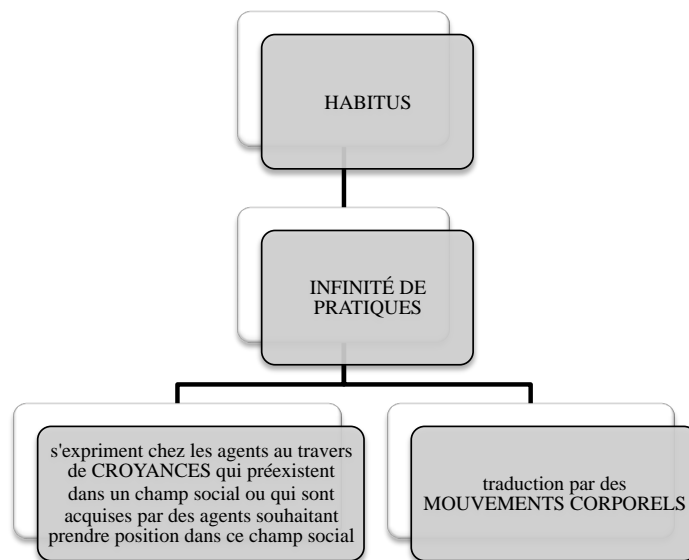 HABITUS
INFINITÉ DE
PRATIQUES
s'expriment chez les agents au travers
de CROYANCES qui préexistent
dans un champ social ou qui sont
acquises par des agents souhaitant
prendre position dans ce champ social
traduction par des
MOUVEMENTS CORPORELS